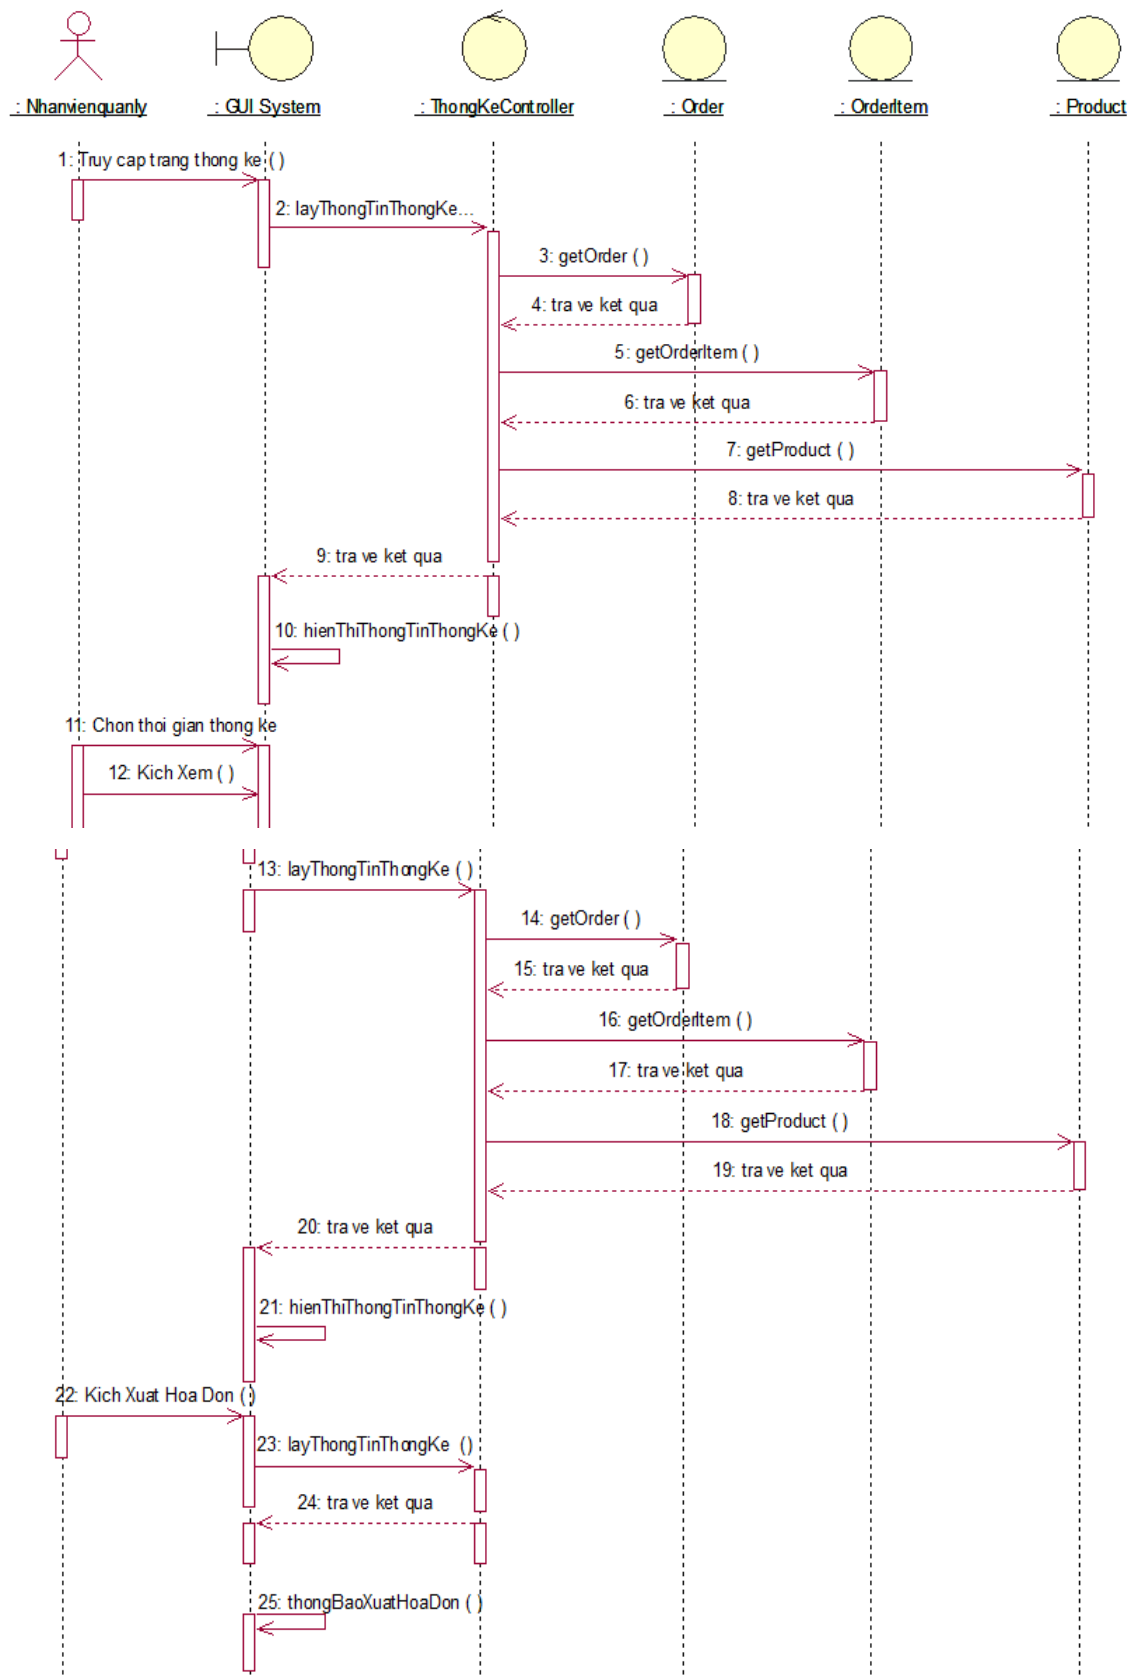 : Nhanvienquanly
: GUI System
: ThongKeController
: Order
: OrderItem
: Product
1: Truy cap trang thong ke ( )
2: layThongTinThongKe...
3: getOrder ( )
4: tra ve ket qua
5: getOrderItem ( )
6: tra ve ket qua
7: getProduct ( )
8: tra ve ket qua
9: tra ve ket qua
10: hienThiThongTinThongKe ( )
11: Chon thoi gian thong ke
12: Kich Xem ( )
13: layThongTinThongKe ( )
14: getOrder ( )
15: tra ve ket qua
16: getOrderItem ( )
17: tra ve ket qua
18: getProduct ( )
19: tra ve ket qua
20: tra ve ket qua
21: hienThiThongTinThongKe ( )
22: Kich Xuat Hoa Don ( )
23: layThongTinThongKe ()
24: tra ve ket qua
25: thongBaoXuatHoaDon ( )